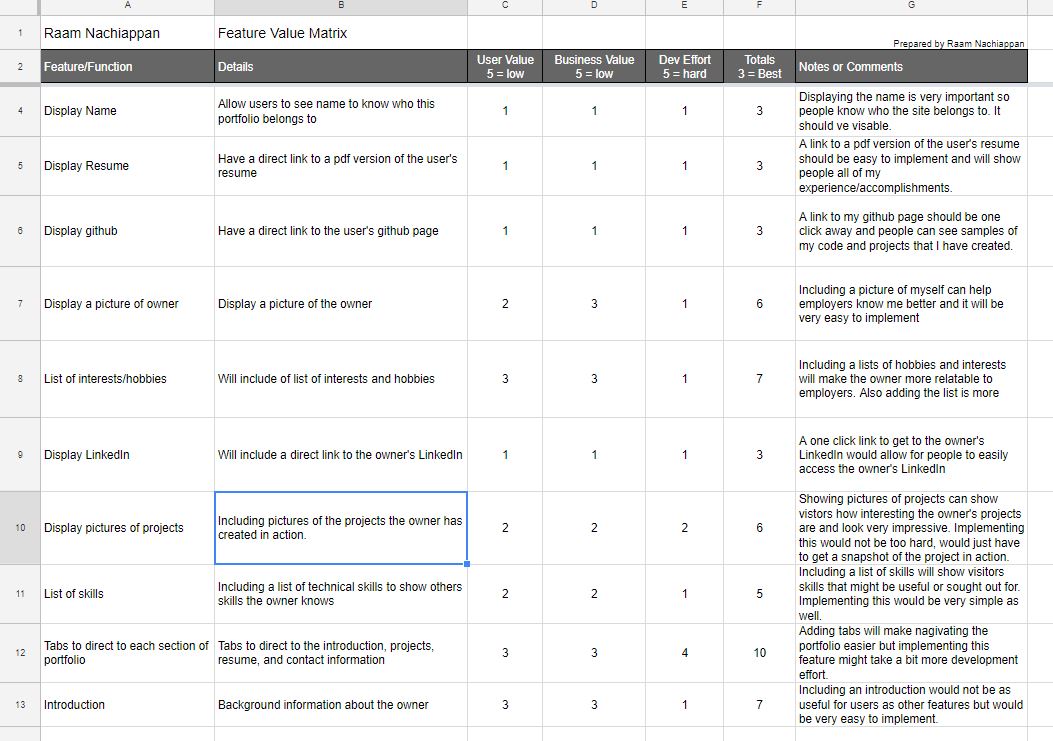 A B C D E F G
1 Raam Nachiappan Feature Value Matrix Prepared by Raam Nachiappan
2 Feature/Function Details User Value Business Value Dev Effort Totals Notes or Comments
5 = low 5 = low 5 = hard 3 = Best
4 Display Name
Allow users to see name to know who this
portfolio belongs to
1 1 1 3
Displaying the name is very important so
people know who the site belongs to. It
should ve visable.
5 Display Resume
Have a direct link to a pdf version of the user's
resume
1 1 1 3
A link to a pdf version of the user's resume
should be easy to implement and will show
people all of my
experience/accomplishments.
6 Display github
Have a direct link to the user's github page
1 1 1 3
A link to my github page should be one
click away and people can see samples of
my code and projects that I have created.
7 Display a picture of owner
Display a picture of the owner
2 3 1 6
Including a picture of myself can help
employers know me better and it will be
very easy to implement
8 List of interests/hobbies
Will include of list of interests and hobbies
3 3 1 7
Including a lists of hobbies and interests
will make the owner more relatable to
employers. Also adding the list is more
9 Display LinkedIn
Will include a direct link to the owner's LinkedIn
1 1 1 3
A one click link to get to the owner's
LinkedIn would allow for people to easily
access the owner's LinkedIn
10 Display pictures of projects
Including pictures of the projects the owner has
created in action.
2 2 2 6
Showing pictures of projects can show
vistors how interesting the owner's projects
are and look very impressive. Implementing
this would not be too hard, would just have
to get a snapshot of the project in action.
11 List of skills
Including a list of technical skills to show others
skills the owner knows
2 2 1 5
Including a list of skills will show visitors
skills that might be useful or sought out for.
Implementing this would be very simple as
well.
12 Tabs to direct to each section of
portfolio
Tabs to direct to the introduction, projects,
resume, and contact information
3 3 4 10
Adding tabs will make nagivating the
portfolio easier but implementing this
feature might take a bit more development
effort.
13 Introduction
Background information about the owner
3 3 1 7
Including an introduction would not be as
useful for users as other features but would
be very easy to implement.